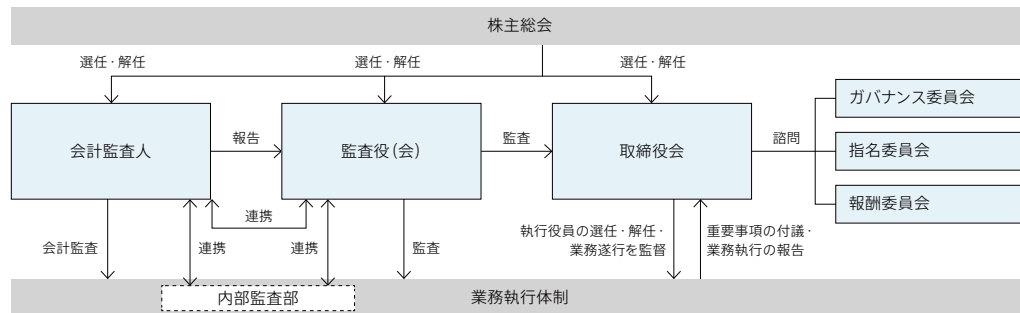 株主総会
選任・解任
選任・解任
選任・解任
会計監査人
報告
監査役(会)
監査
取締役会
諮問
ガバナンス委員会
指名委員会
報酬委員会
連携
会計監査
連携
連携
監査
執行役員の選任・解任・
業務遂行を監督
重要事項の付議・
業務執行の報告
内部監査部
業務執行体制